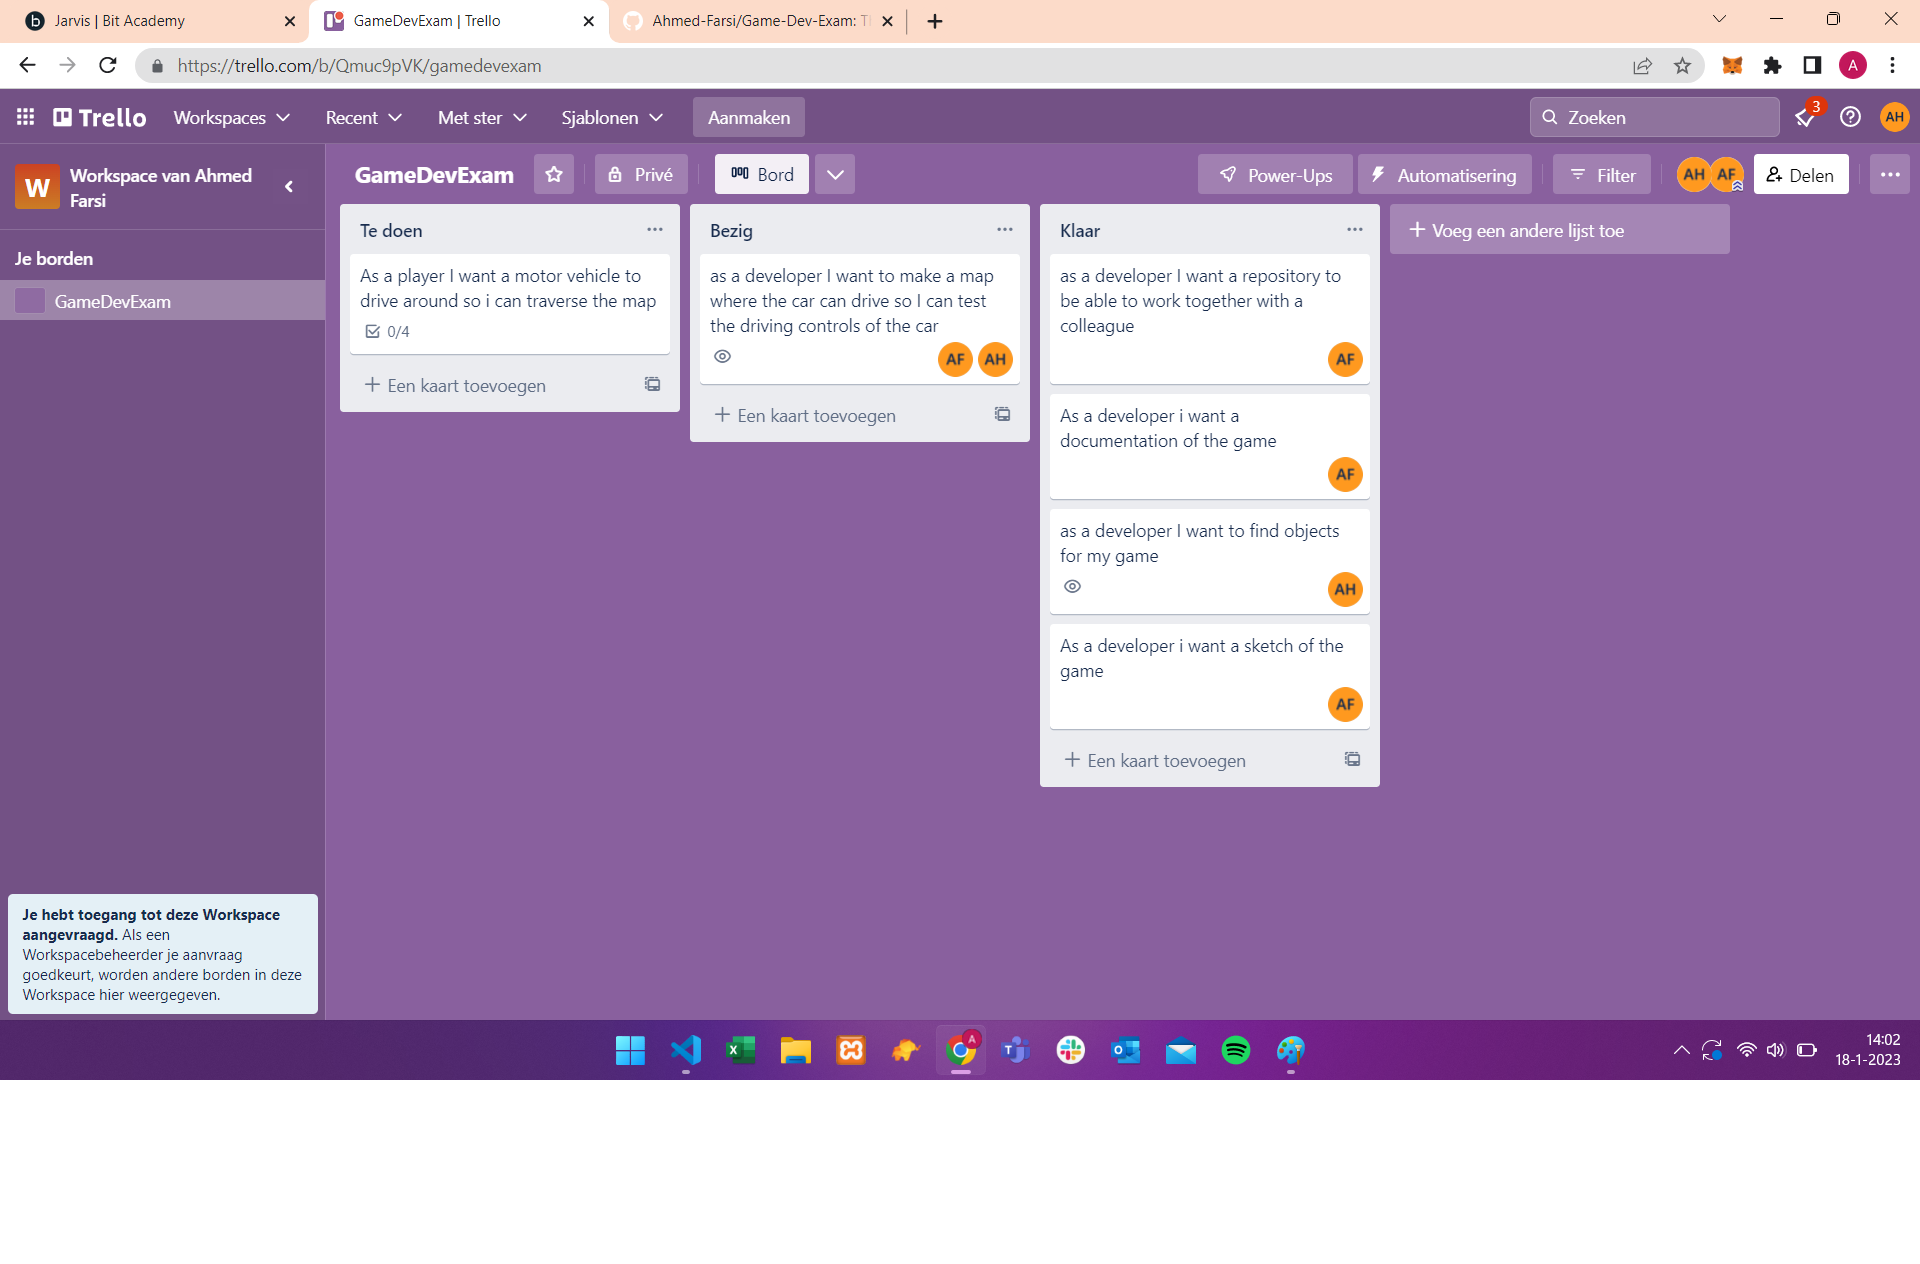 Jarvis | Bit Academy
GameDevExam | Trello
Ahmed-Farsi/Game-Dev-Exam:
https://trello.com/b/Qmuc9pVK/gamedevexam
A
Trello
Workspaces
Recent
Met ster
Sjablonen
Aanmaken
Zoeken
3
AH
W
Workspace van Ahmed
Farsi
GameDevExam
Privé
Bord
Power-Ups
Automatisering
Filter
AH
AF
Delen
Je borden
GameDevExam
Te doen
As a player I want a motor vehicle to
drive around so i can traverse the map
0/4
+ Een kaart toevoegen
Bezig
as a developer I want to make a map
where the car can drive so I can test
the driving controls of the car
AF
AH
+ Een kaart toevoegen
Klaar
as a developer I want a repository to
be able to work together with a
colleague
AF
As a developer i want a
documentation of the game
AF
as a developer I want to find objects
for my game
AH
As a developer i want a sketch of the
game
AF
+ Een kaart toevoegen
+ Voeg een andere lijst toe
Je hebt toegang tot deze Workspace
aangevraagd. Als een
Workspacebeheerder je aanvraag
goedkeurt, worden andere borden in deze
Workspace hier weergegeven.
A
14:02
18-1-2023